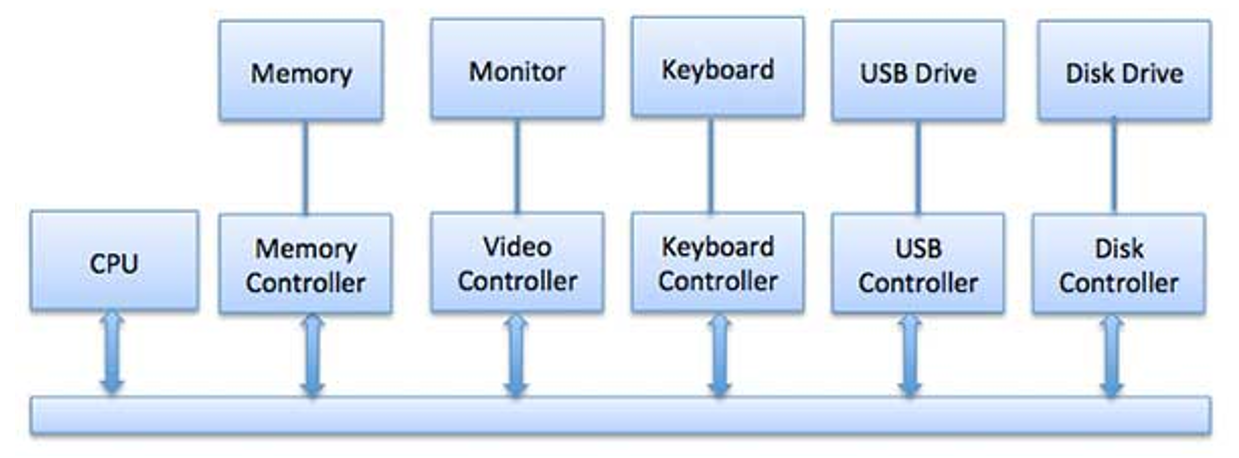 Memory
Monitor
Keyboard
USB Drive
Disk Drive
CPU
Memory
Controller
Video
Controller
Keyboard
Controller
USB
Controller
Disk
Controller